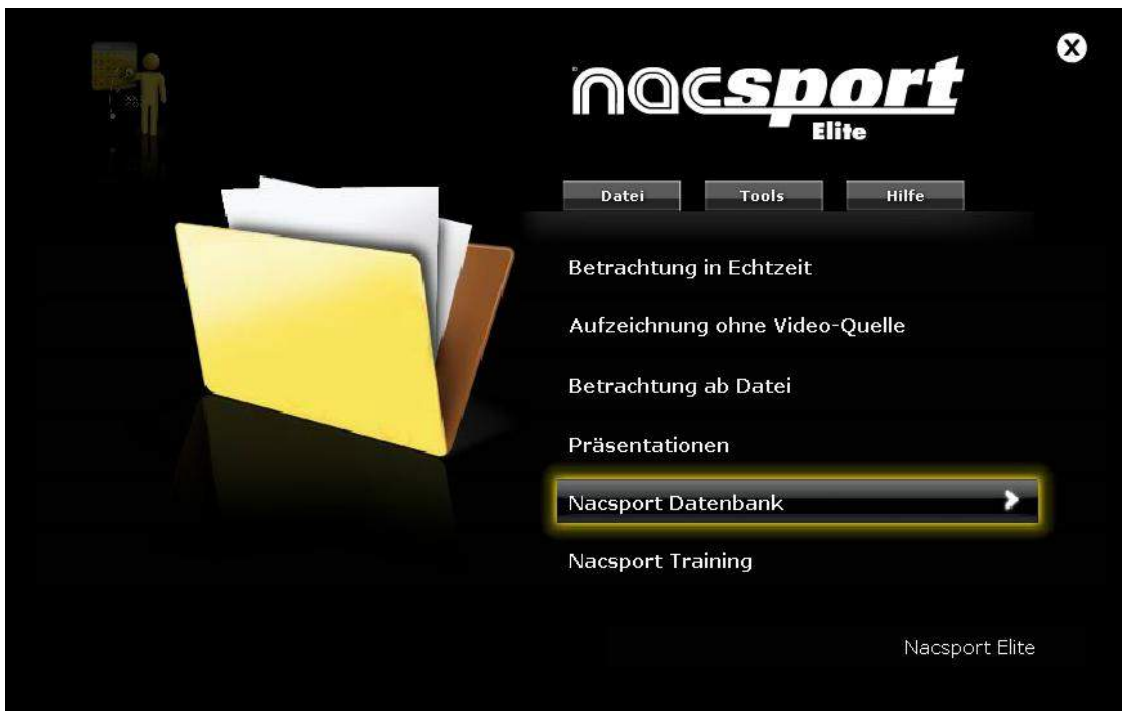 nacsport
Elite
Datei Tools Hilfe
Betrachtung in Echtzeit
Aufzeichnung ohne Video-Quelle
Betrachtung ab Datei
Präsentationen
Nacsport Datenbank
Nacsport Training
Nacsport Elite